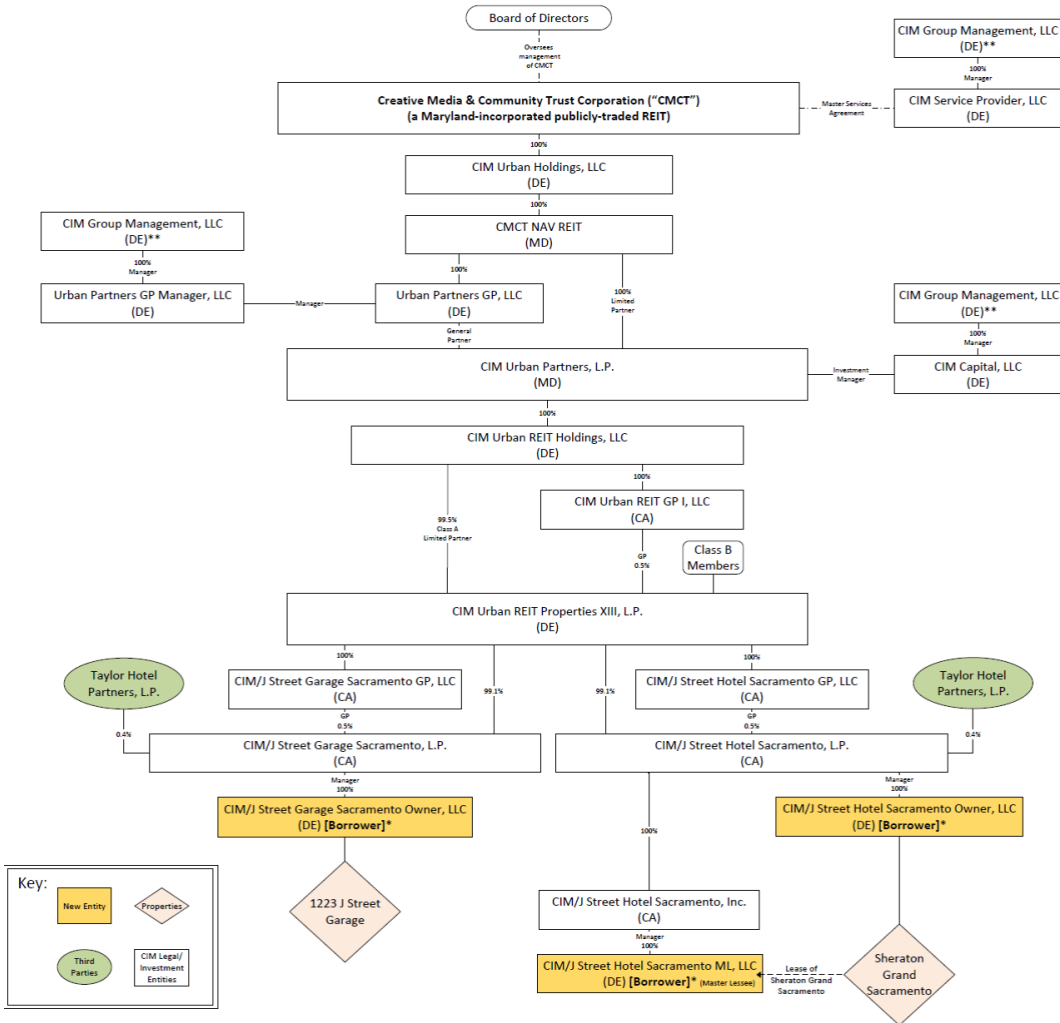 Board of Directors
Oversees
management
of CMCT
CIM Group Management, LLC
(DE)**
100%
Manager
Creative Media & Community Trust Corporation (“CMCT”)
(a Maryland-incorporated publicly-traded REIT)
Master Services
Agreement
CIM Service Provider, LLC
(DE)
100%
CIM Urban Holdings, LLC
(DE)
100%
CIM Group Management, LLC
(DE)**
CMCT NAV REIT
(MD)
100%
Manager
100%
100%
Limited
Partner
Urban Partners GP Manager, LLC
(DE)
Manager
Urban Partners GP, LLC
(DE)
CIM Group Management, LLC
(DE)**
General
Partner
100%
Manager
CIM Urban Partners, L.P.
(MD)
Investment
Manager
CIM Capital, LLC
(DE)
100%
CIM Urban REIT Holdings, LLC
(DE)
100%
99.5%
Class A
Limited Partner
CIM Urban REIT GP I, LLC
(CA)
GP
0.5%
Class B
Members
CIM Urban REIT Properties XIII, L.P.
(DE)
100%
100%
Taylor Hotel
Partners, L.P.
CIM/J Street Garage Sacramento GP, LLC
(CA)
99.1%
99.1%
CIM/J Street Hotel Sacramento GP, LLC
(CA)
Taylor Hotel
Partners, L.P.
0.4%
GP
0.5%
GP
0.5%
0.4%
CIM/J Street Garage Sacramento, L.P.
(CA)
CIM/J Street Hotel Sacramento, L.P.
(CA)
Manager
100%
Manager
100%
CIM/J Street Garage Sacramento Owner, LLC
(DE) [Borrower]*
CIM/J Street Hotel Sacramento Owner, LLC
(DE) [Borrower]*
100%
Key:
New Entity
Properties
Third
Parties
CIM Legal/
Investment
Entities
1223 J Street
Garage
CIM/J Street Hotel Sacramento, Inc.
(CA)
Manager
100%
CIM/J Street Hotel Sacramento ML, LLC
(DE) [Borrower]* (Master Lessee)
Lease of
Sheraton Grand
Sacramento
Sheraton
Grand
Sacramento